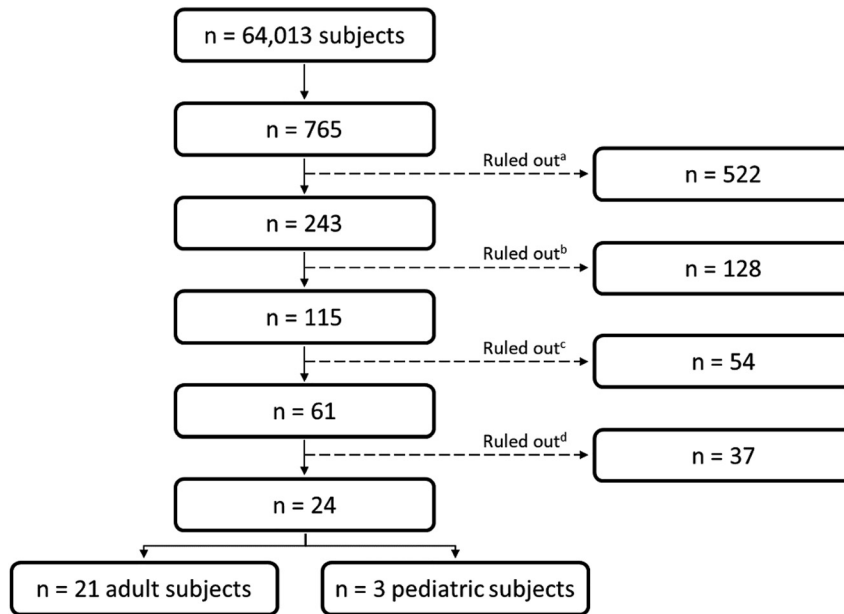 n = 64,013 subjects
n = 765
Ruled outᵃ
n = 522
n = 243
Ruled outᵇ
n = 128
n = 115
Ruled outᶜ
n = 54
n = 61
Ruled outᵈ
n = 37
n = 24
n = 21 adult subjects
n = 3 pediatric subjects